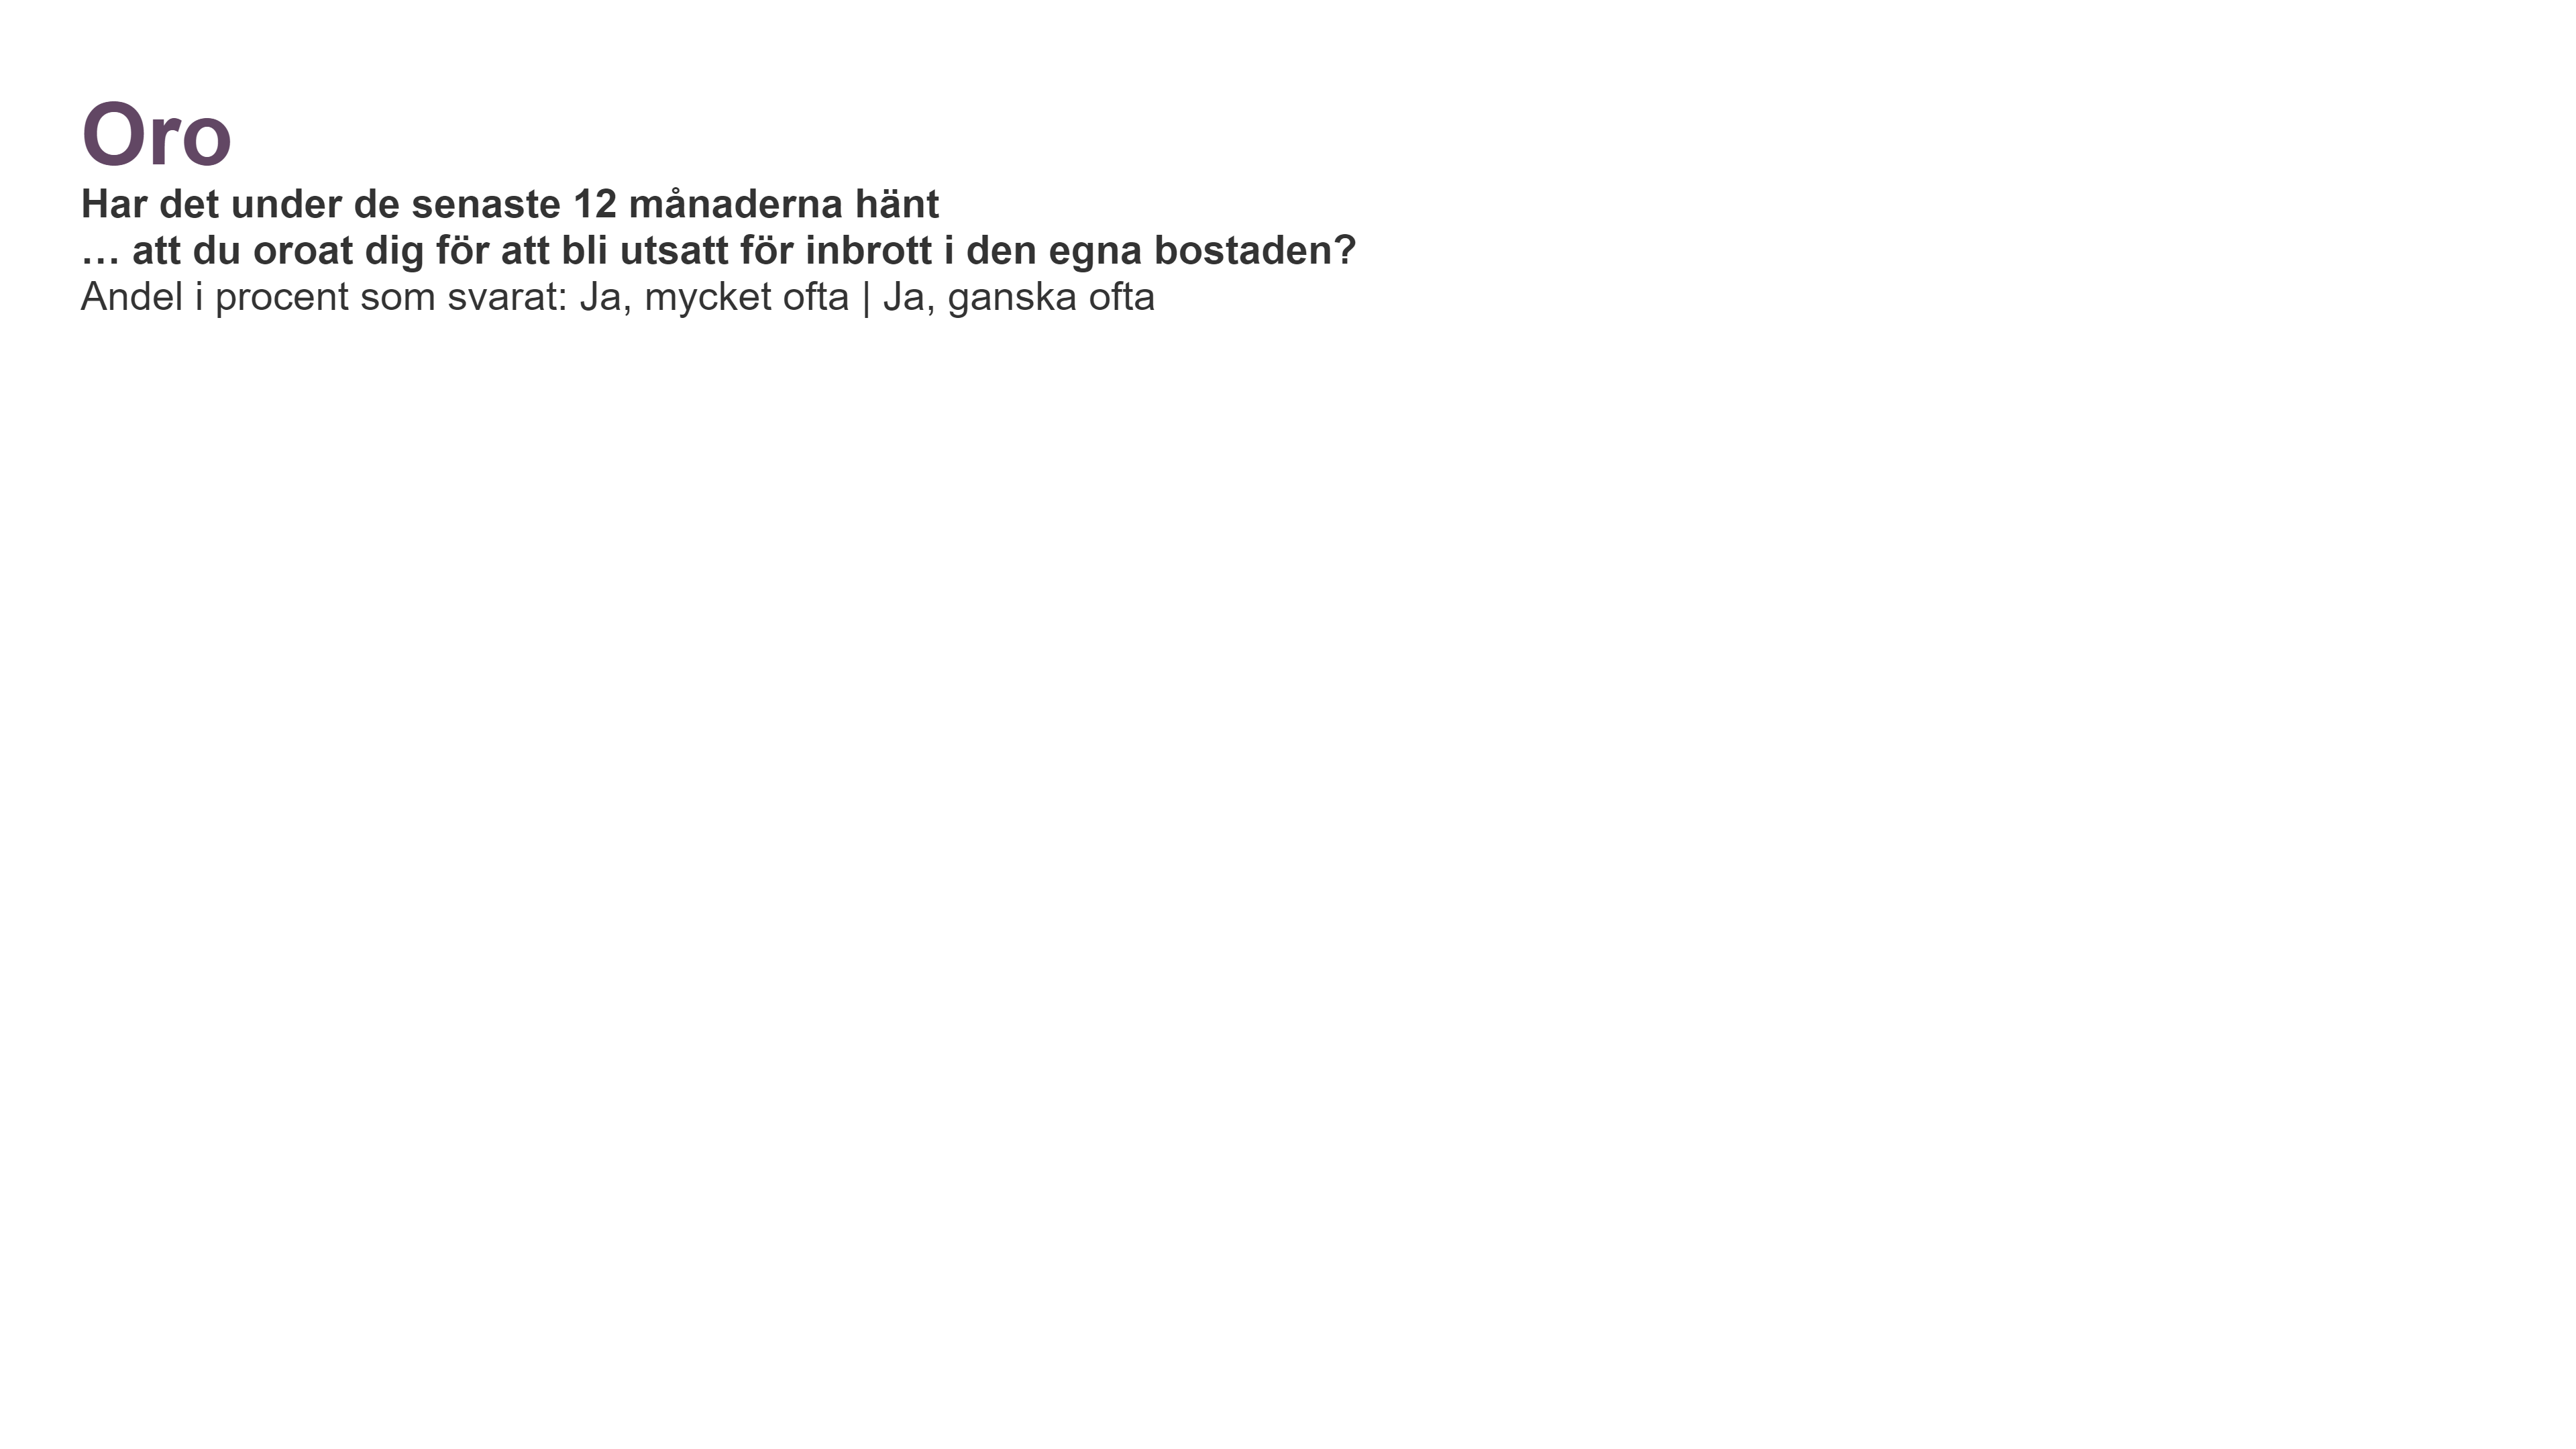 Oro
Har det under de senaste 12 månaderna hänt
… att du oroat dig för att bli utsatt för inbrott i den egna bostaden?
Andel i procent som svarat: Ja, mycket ofta | Ja, ganska ofta